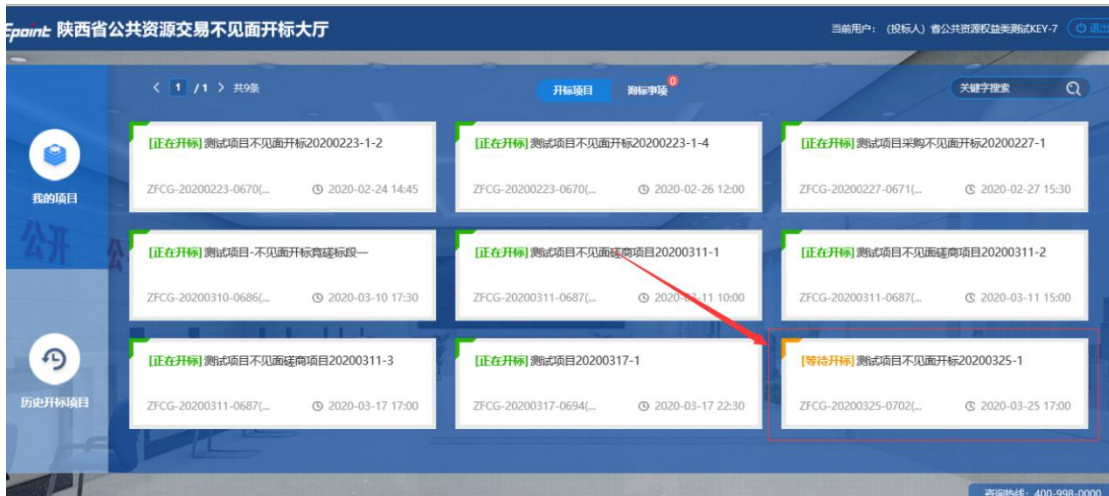 Epoint 陕西省公共资源交易不见面开标大厅
当前用户：（投标人）省公共资源权益类测试KEY-7 退出
1 / 1 共9条
开标项目 询标事项 0
关键字搜索
我的项目
[正在开标] 测试项目不见面开标20200223-1-2
ZFCG-20200223-0670(... 2020-02-24 14:45
[正在开标] 测试项目不见面开标20200223-1-4
ZFCG-20200223-0670(... 2020-02-26 12:00
[正在开标] 测试项目采购不见面开标20200227-1
ZFCG-20200227-0671(... 2020-02-27 15:30
公开 公
[正在开标] 测试项目-不见面开标竞磋标段一
ZFCG-20200310-0686(... 2020-03-10 17:30
[正在开标] 测试项目不见面磋商项目20200311-1
ZFCG-20200311-0687(... 2020-03-11 10:00
[正在开标] 测试项目不见面磋商项目20200311-2
ZFCG-20200311-0687(... 2020-03-11 15:00
历史开标项目
[正在开标] 测试项目不见面磋商项目20200311-3
ZFCG-20200311-0687(... 2020-03-17 17:00
[正在开标] 测试项目20200317-1
ZFCG-20200317-0694(... 2020-03-17 22:30
[等待开标] 测试项目不见面开标20200325-1
ZFCG-20200325-0702(... 2020-03-25 17:00
咨询热线：400-998-0000